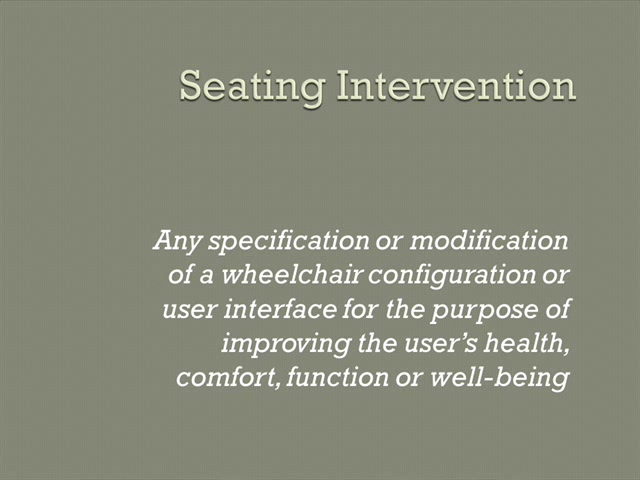 Seating Intervention
Any specification or modification
of a wheelchair configuration or
user interface for the purpose of
improving the user’s health,
comfort, function or well-being